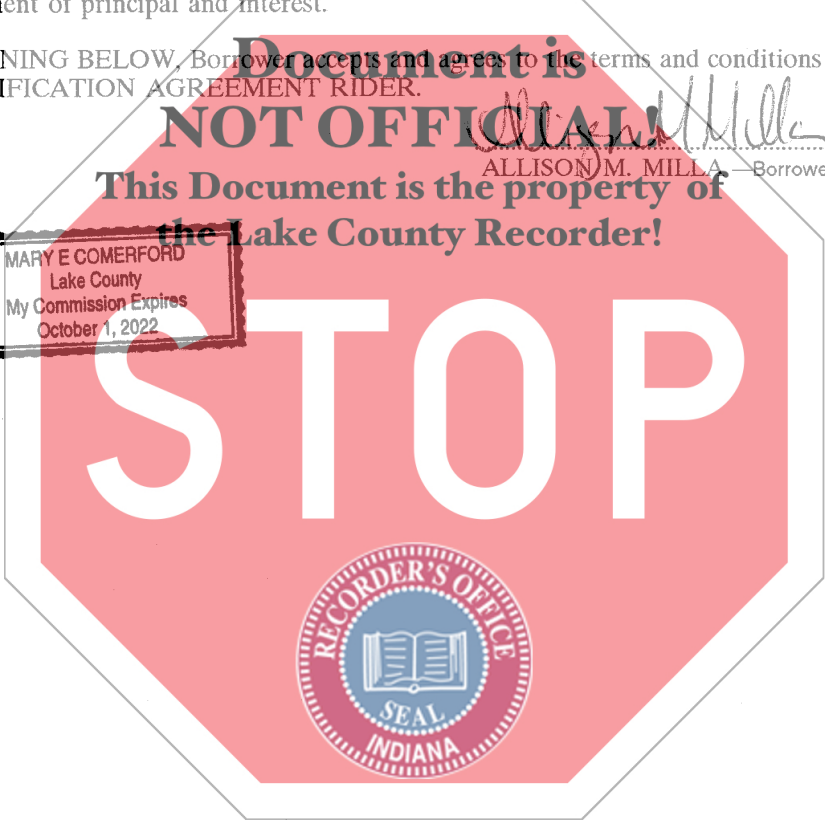 ent of principal and interest.
NING BELOW, Borrower accepts and agrees to the terms and conditions
IFICATION AGREEMENT RIDER.
Document is
NOT OFFICIAL!
Allison M Milla
ALLISON M. MILLA —Borrowe
This Document is the property of
the Lake County Recorder!
MARY E COMERFORD
Lake County
My Commission Expires
October 1, 2022
STOP
RECORDER'S OFFICE
SEAL
INDIANA